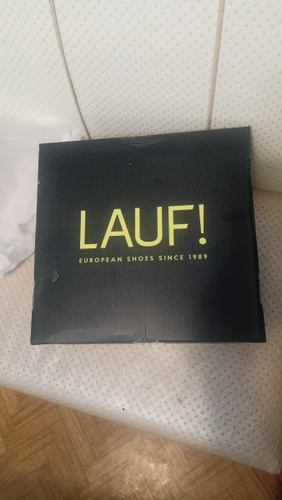 LAUF!
EUROPEAN SHOES SINCE 1989